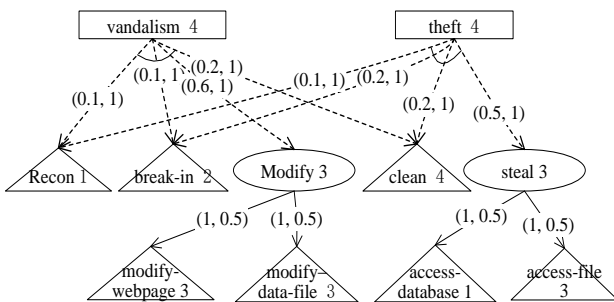 vandalism 4
theft 4
(0.1, 1)
(0.1, 1)
(0.6, 1)
(0.2, 1)
(0.1, 1)
(0.2, 1)
(0.2, 1)
(0.5, 1)
Recon 1
break-in 2
Modify 3
clean 4
steal 3
(1, 0.5)
(1, 0.5)
(1, 0.5)
(1, 0.5)
modify-
webpage 3
modify–
data-file 3
access-
database 1
access-file
3